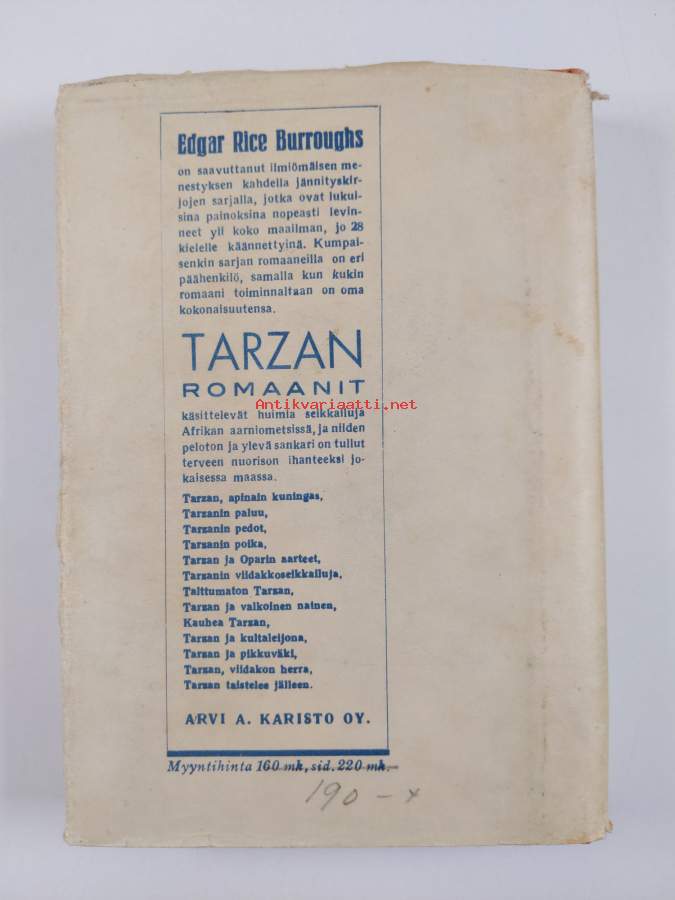 Edgar Rice Burroughs
on saavuttanut ilmiömäisen me-
nestyksen kahdella jännityskir-
jojen sarjalla, jotka ovat lukui-
sina painoksina nopeasti levin-
neet yli koko maailman, jo 28
kielelle käännettyinä. Kumpai-
senkin sarjan romaaneilla on eri
päähenkilö, samalla kun kukin
romaani toiminnaltaan on oma
kokonaisuutensa.
TARZAN
ROMAANIT
Antikvariaatti.net
käsittelevät huimia seikkailuja
Afrikan aarniometsissä, ja niiden
peloton ja ylevä sankari on tullut
terveen nuorison ihanteeksi jo-
kaisessa maassa.
Tarzan, apinain kuningas,
Tarzanin paluu,
Tarzanin pedot,
Tarzanin poika,
Tarzan ja Oparin aarteet,
Tarzanin viidakkoseikkailuja,
Talttumaton Tarzan,
Tarzan ja valkoinen nainen,
Kauhea Tarzan,
Tarzan ja kultaleijona,
Tarzan ja pikkuväki,
Tarzan, viidakon herra,
Tarzan taistelee jälleen.
ARVI A. KARISTO OY.
Myyntihinta 160 mk, sid. 220 mk.
190 –